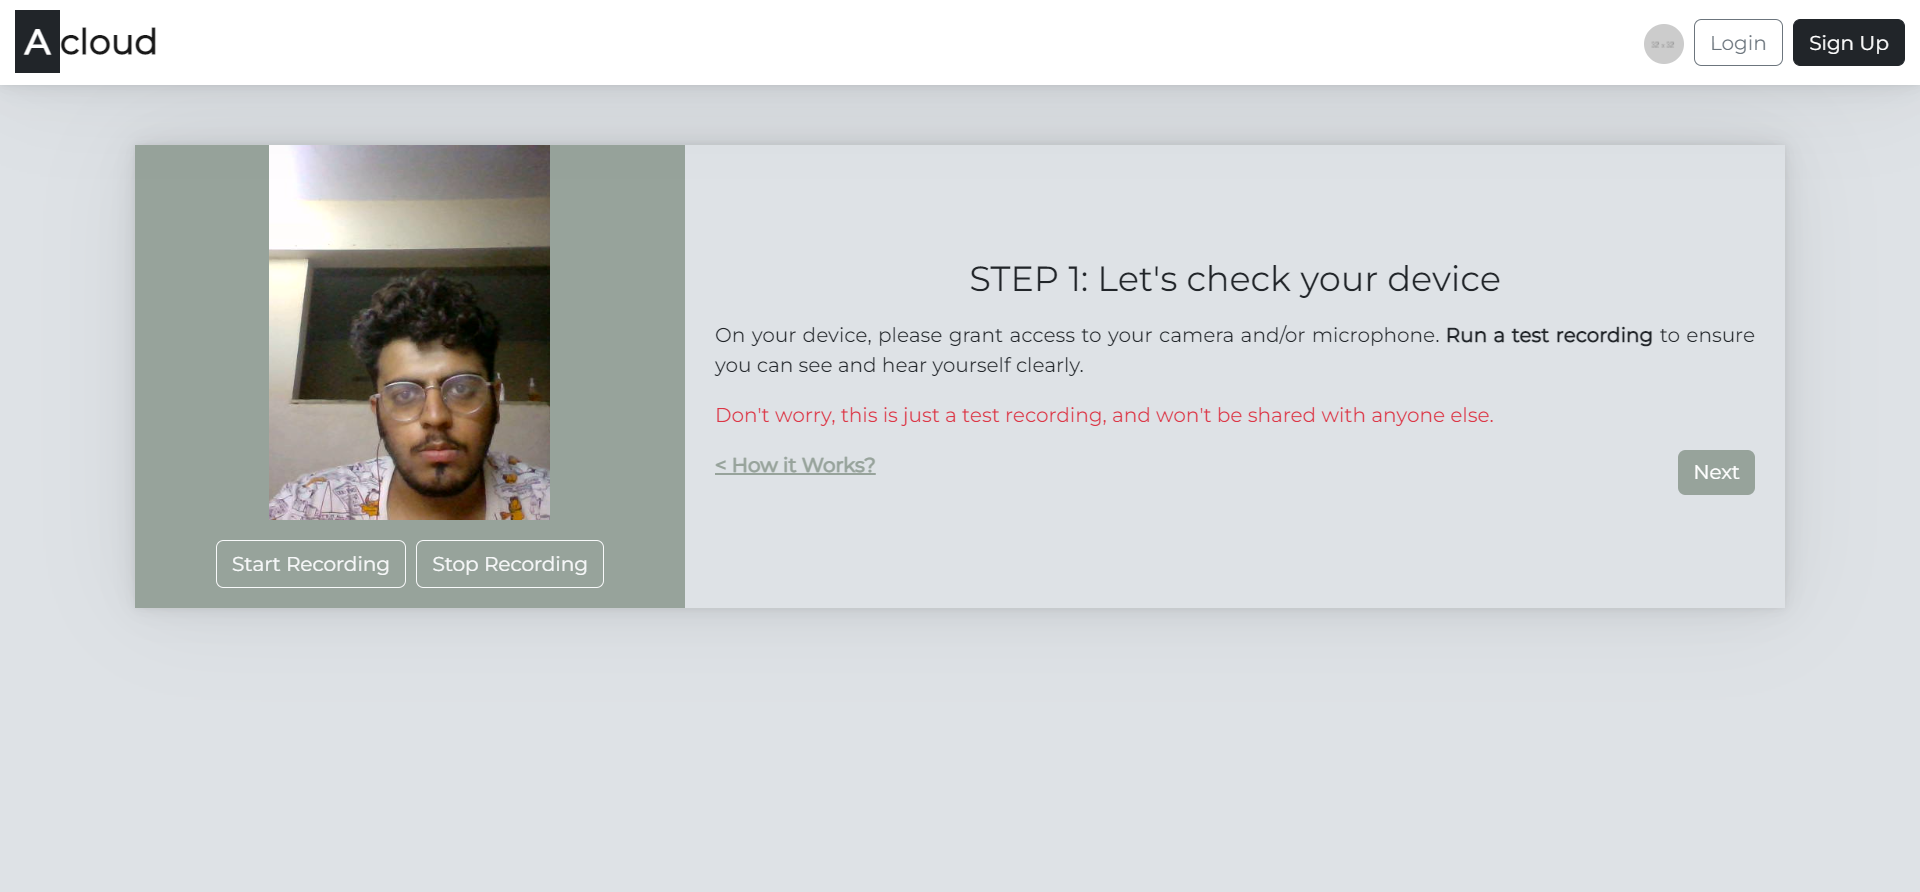 A cloud
Login
Sign Up
STEP 1: Let's check your device
On your device, please grant access to your camera and/or microphone. Run a test recording to ensure
you can see and hear yourself clearly.
Don't worry, this is just a test recording, and won't be shared with anyone else.
< How it Works?
Next
Start Recording
Stop Recording